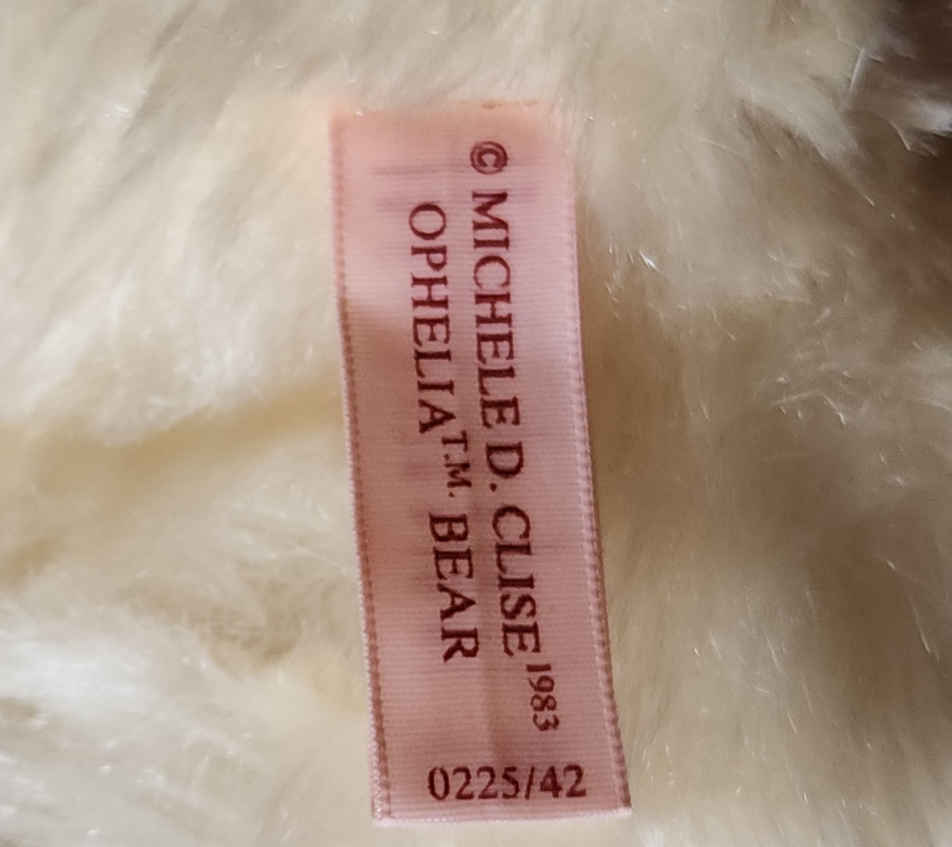 © MICHELE D. CLISE 1983
OPHELIA T.M. BEAR
0225/42